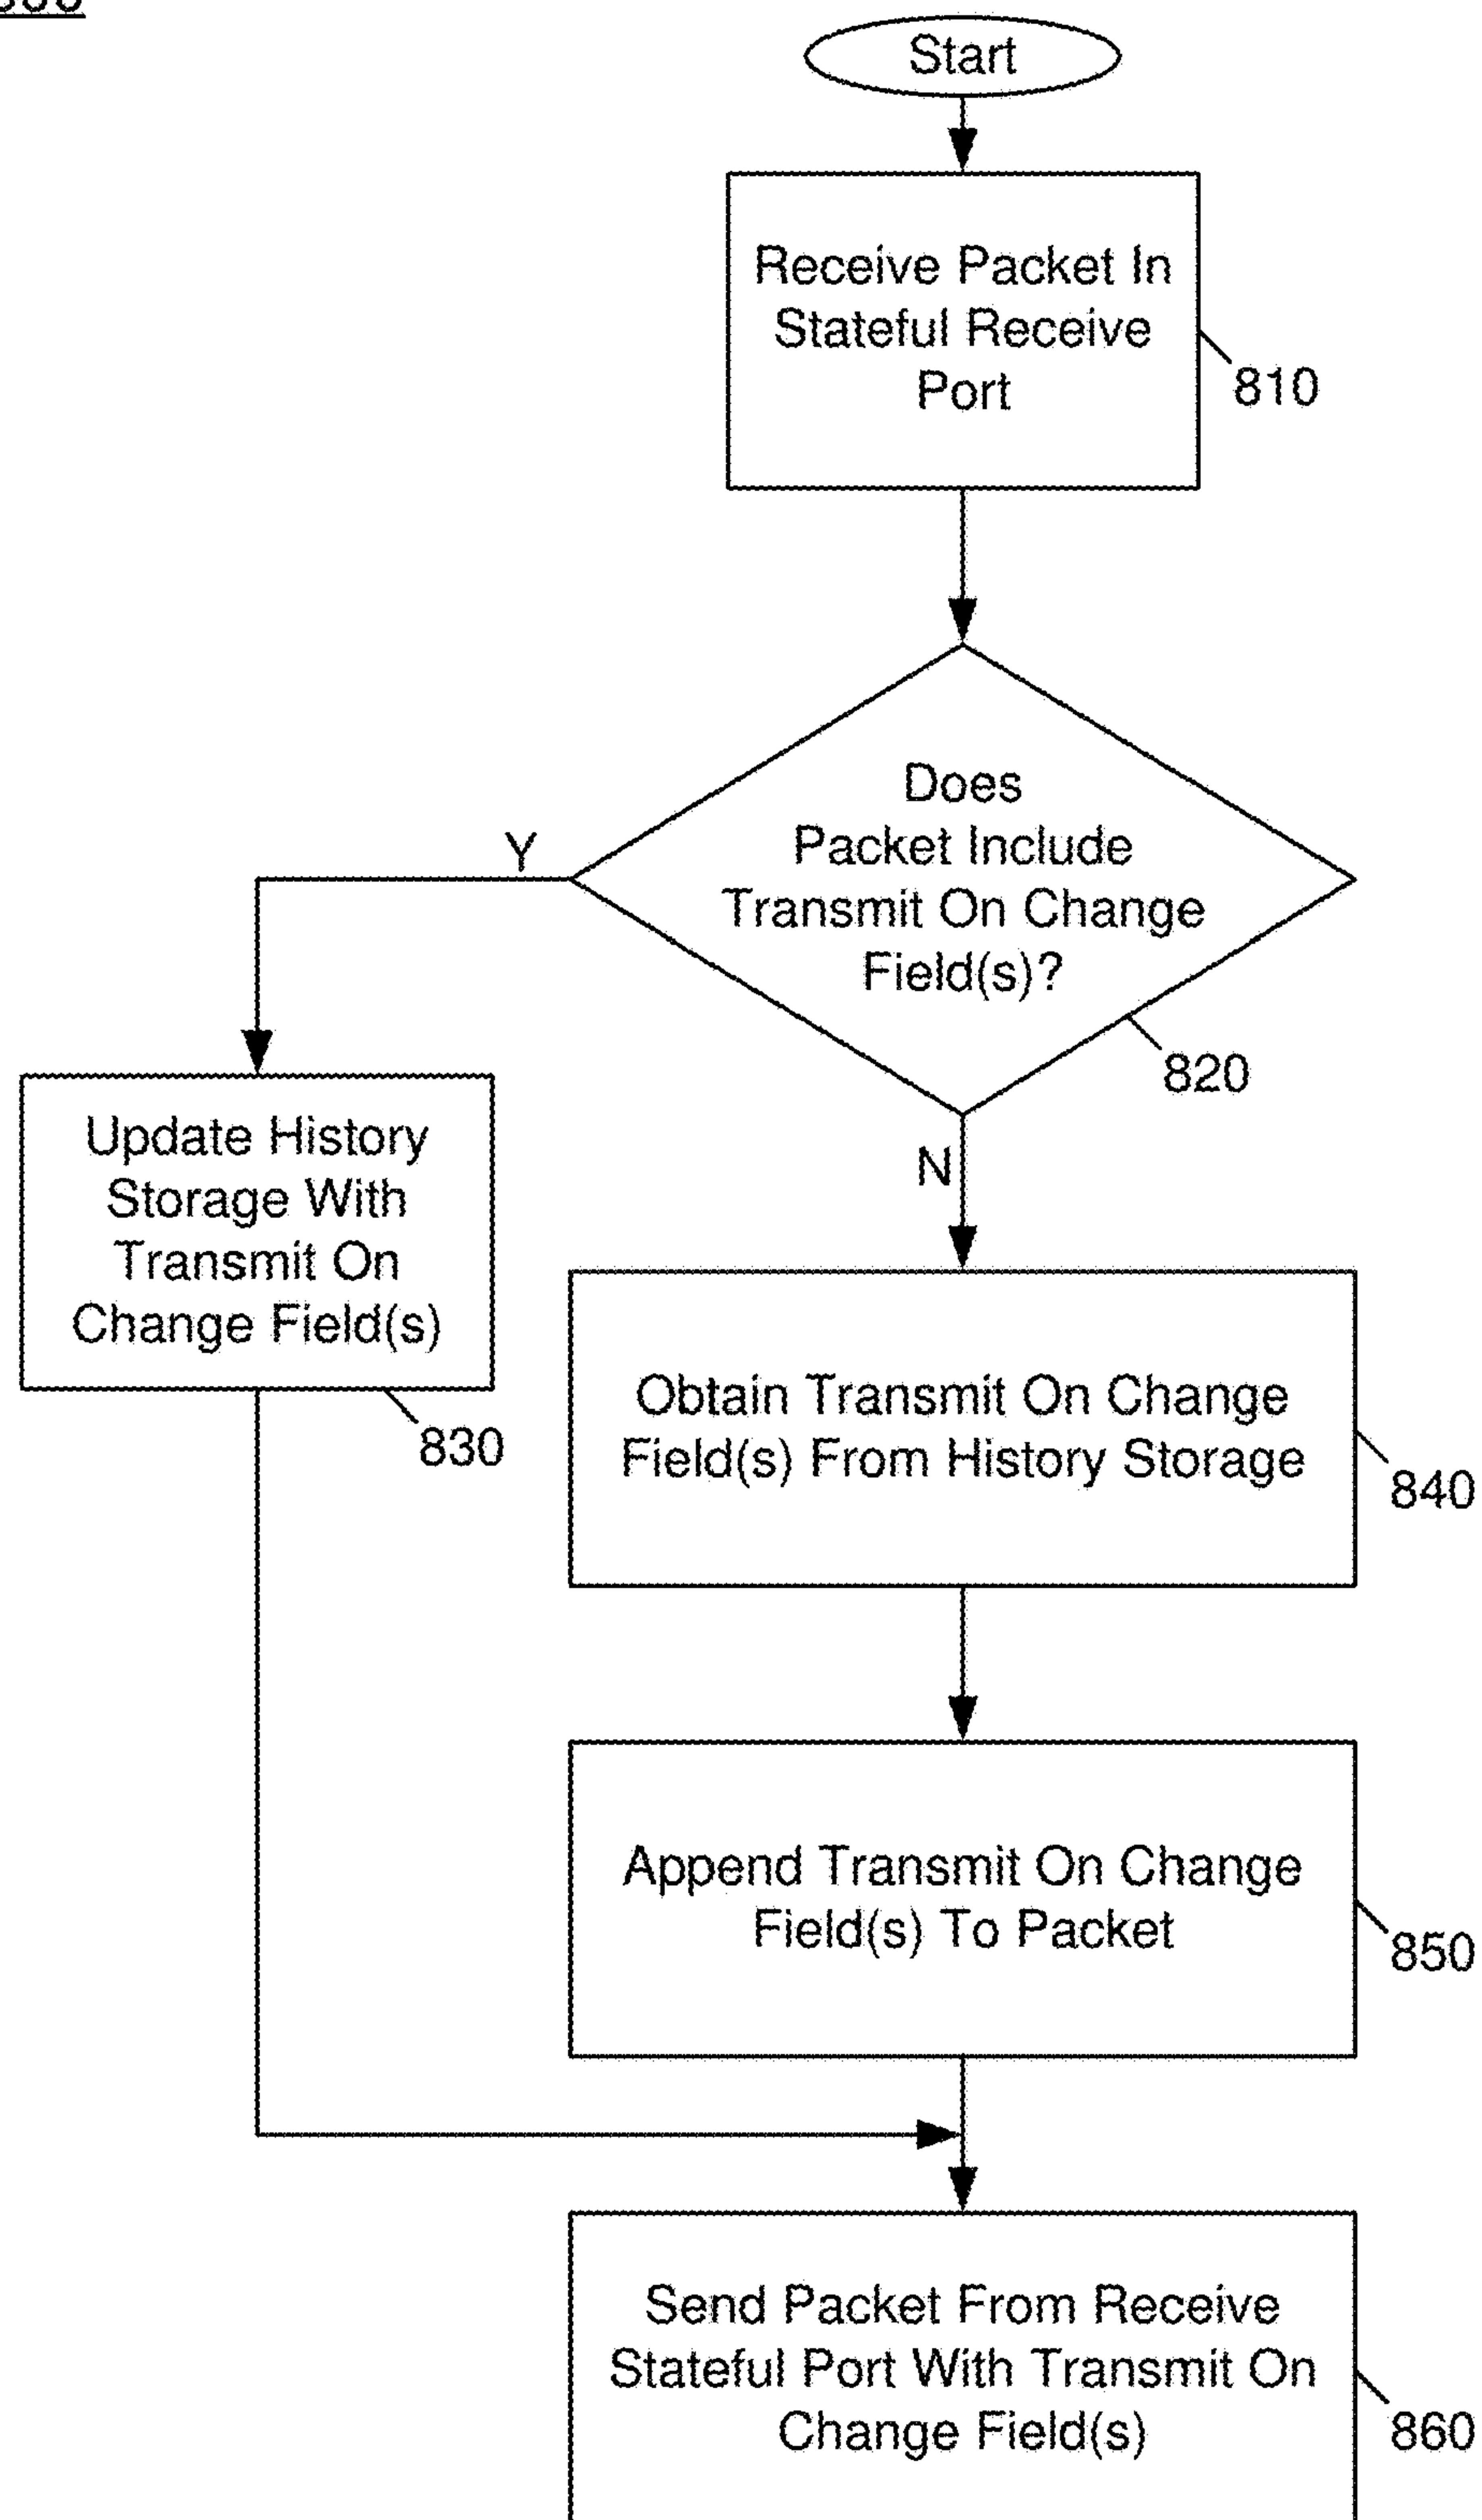 Start
Receive Packet In
Stateful Receive
Port
810
Does
Packet Include
Transmit On Change
Field(s)?
820
Y
N
Update History
Storage With
Transmit On
Change Field(s)
830
Obtain Transmit On Change
Field(s) From History Storage
840
Append Transmit On Change
Field(s) To Packet
850
Send Packet From Receive
Stateful Port With Transmit On
Change Field(s)
860